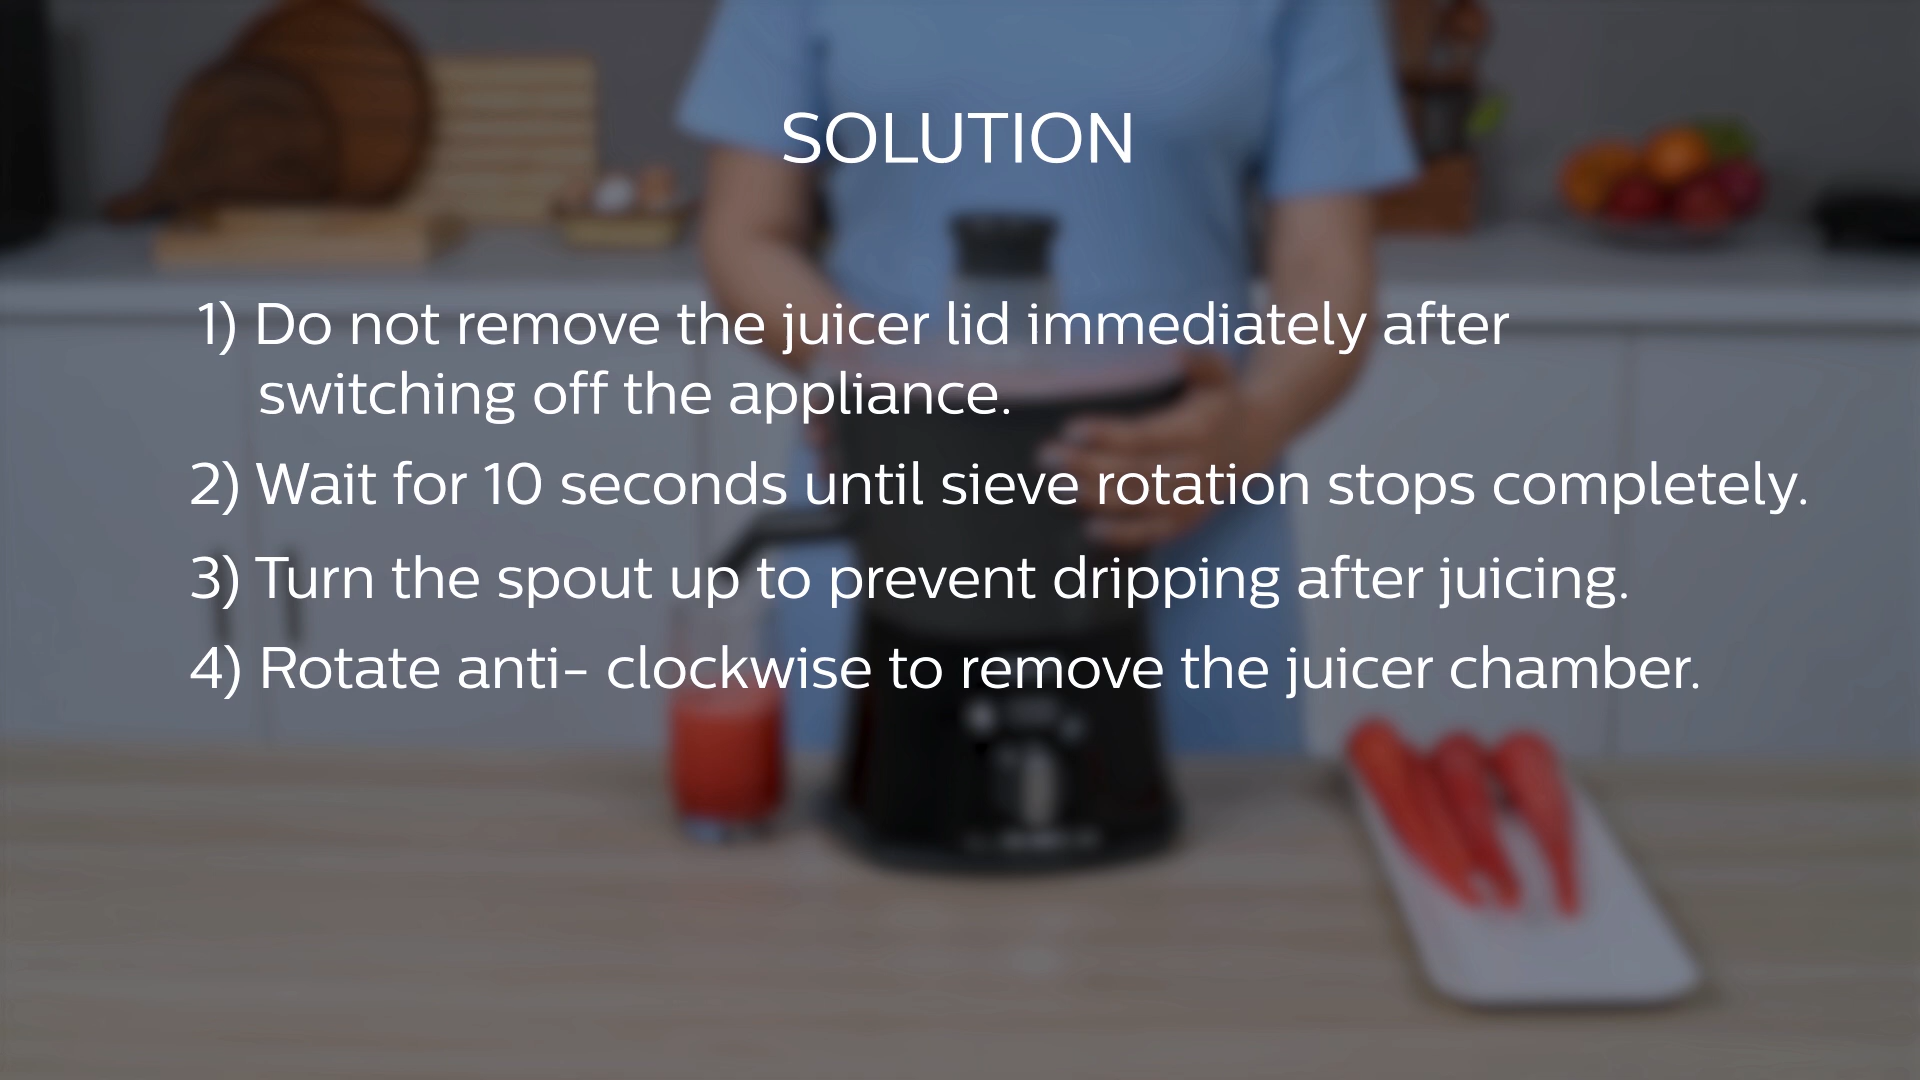 SOLUTION
1) Do not remove the juicer lid immediately after
switching off the appliance.
2) Wait for 10 seconds until sieve rotation stops completely.
3) Turn the spout up to prevent dripping after juicing.
4) Rotate anti- clockwise to remove the juicer chamber.